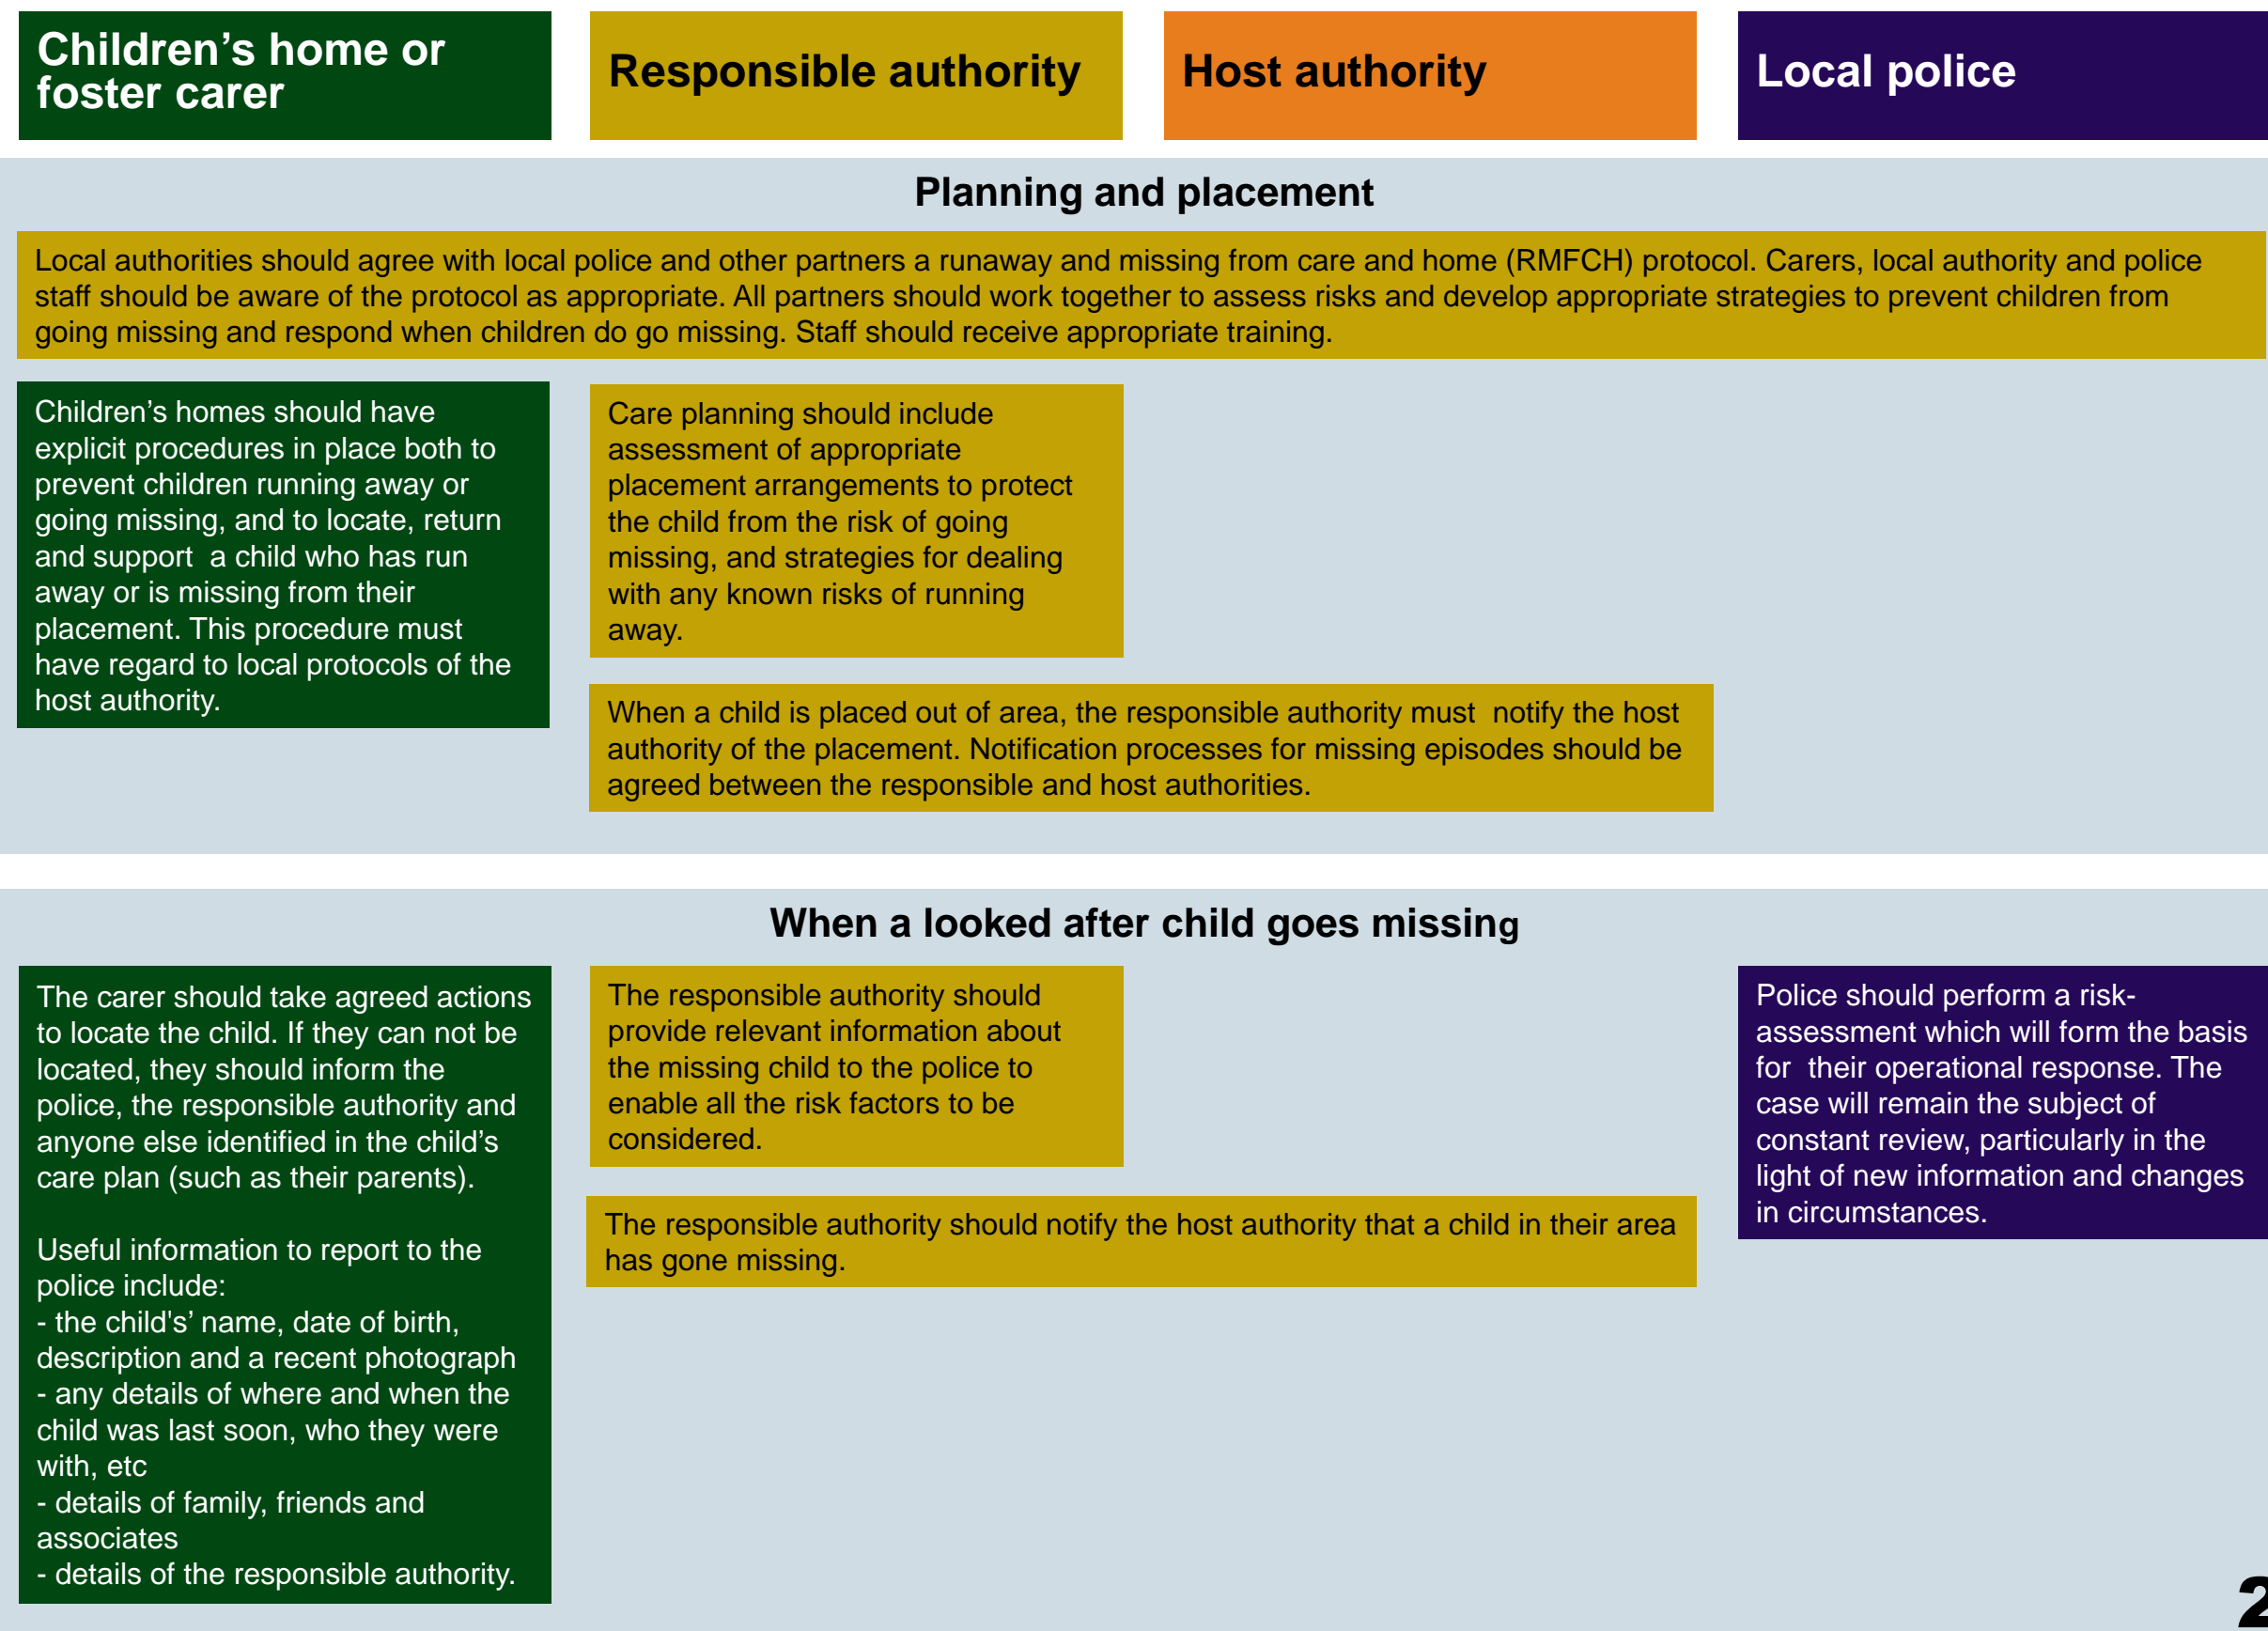 Children’s home or
foster carer
Responsible authority
Host authority
Local police
Planning and placement
Local authorities should agree with local police and other partners a runaway and missing from care and home (RMFCH) protocol. Carers, local authority and police
staff should be aware of the protocol as appropriate. All partners should work together to assess risks and develop appropriate strategies to prevent children from
going missing and respond when children do go missing. Staff should receive appropriate training.
Children’s homes should have
explicit procedures in place both to
prevent children running away or
going missing, and to locate, return
and support  a child who has run
away or is missing from their
placement. This procedure must
have regard to local protocols of the
host authority.
Care planning should include
assessment of appropriate
placement arrangements to protect
the child from the risk of going
missing, and strategies for dealing
with any known risks of running
away.
When a child is placed out of area, the responsible authority must  notify the host
authority of the placement. Notification processes for missing episodes should be
agreed between the responsible and host authorities.
When a looked after child goes missing
The carer should take agreed actions
to locate the child. If they can not be
located, they should inform the
police, the responsible authority and
anyone else identified in the child’s
care plan (such as their parents).
Useful information to report to the
police include:
- the child's’ name, date of birth,
description and a recent photograph
- any details of where and when the
child was last soon, who they were
with, etc
- details of family, friends and
associates
- details of the responsible authority.
The responsible authority should
provide relevant information about
the missing child to the police to
enable all the risk factors to be
considered.
The responsible authority should notify the host authority that a child in their area
has gone missing.
Police should perform a risk-
assessment which will form the basis
for  their operational response. The
case will remain the subject of
constant review, particularly in the
light of new information and changes
in circumstances.
2